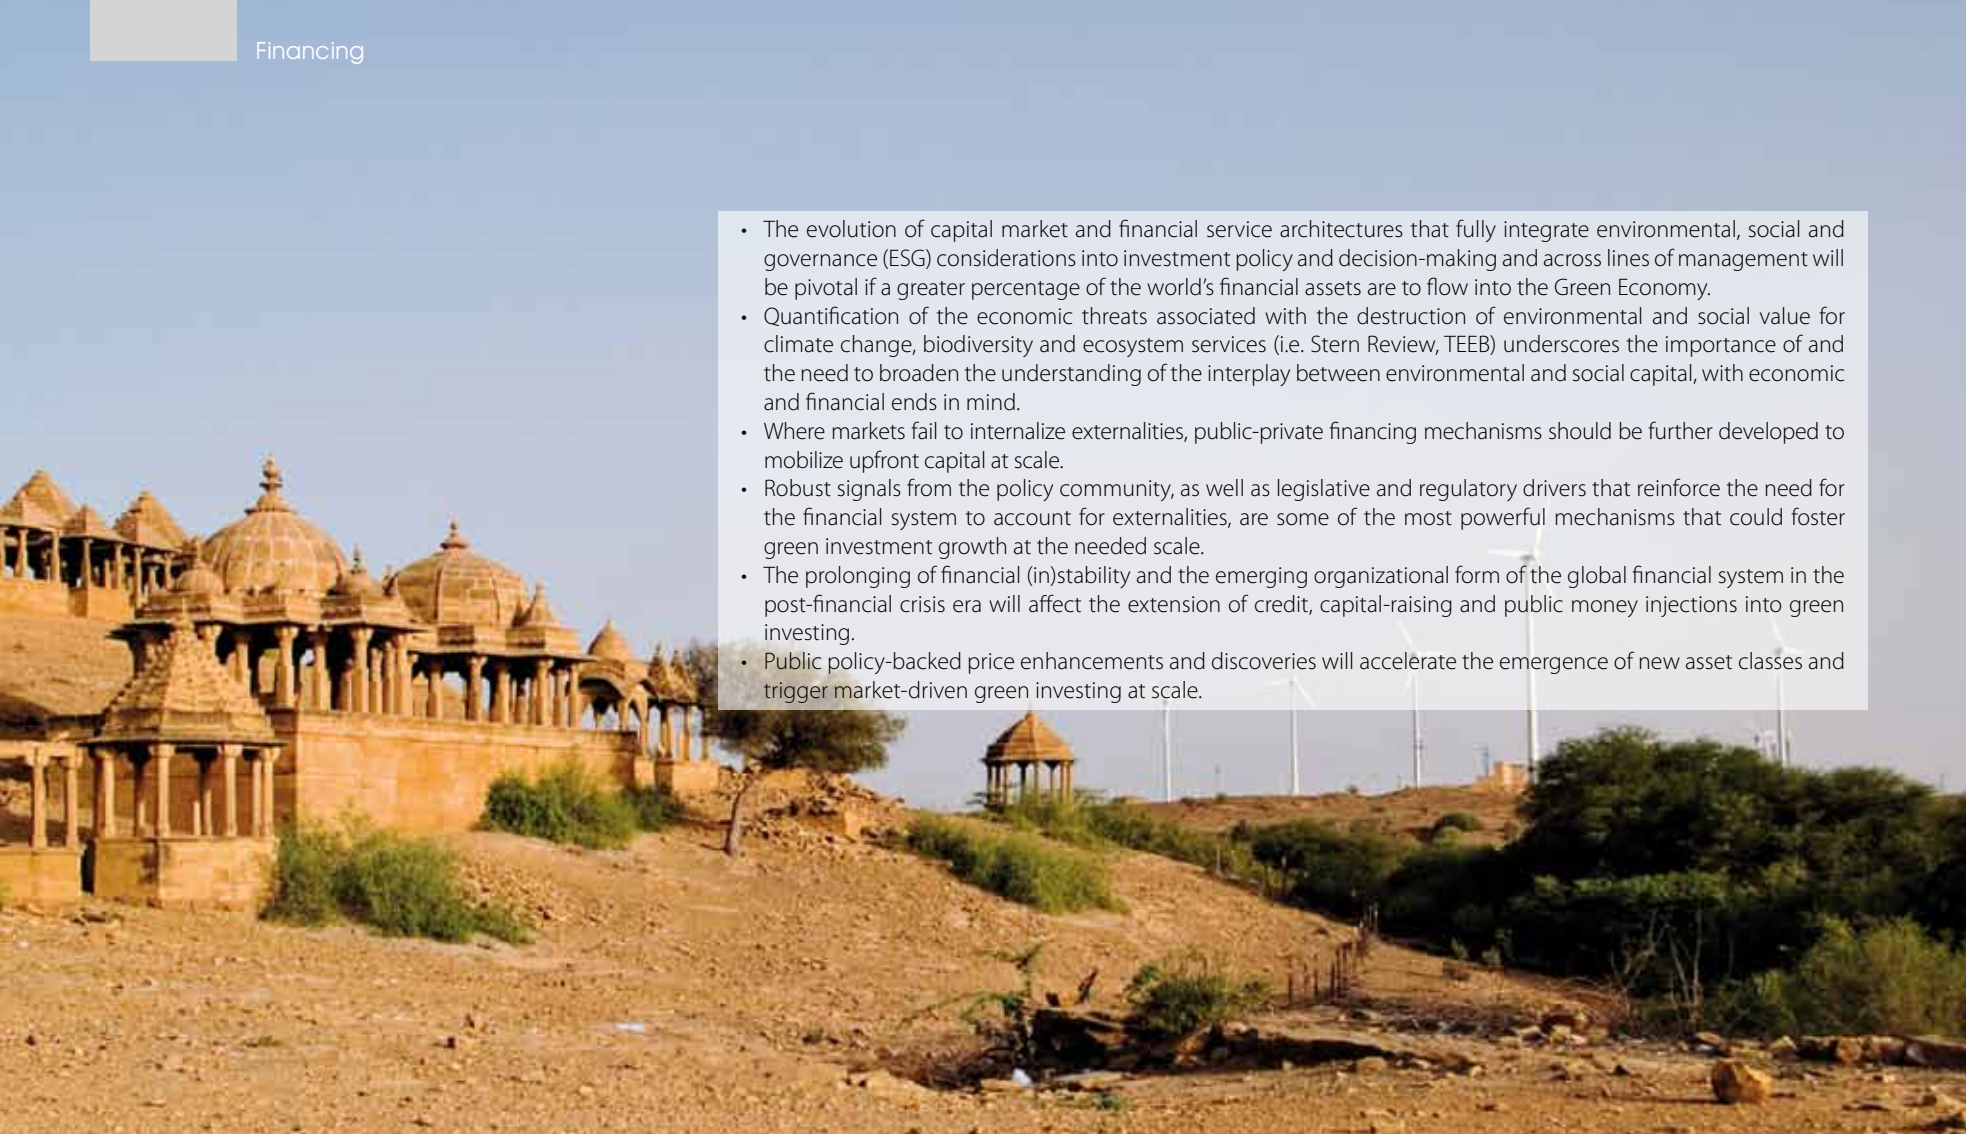 Financing
• The evolution of capital market and financial service architectures that fully integrate environmental, social and
governance (ESG) considerations into investment policy and decision-making and across lines of management will
be pivotal if a greater percentage of the world’s financial assets are to flow into the Green Economy.
• Quantification of the economic threats associated with the destruction of environmental and social value for
climate change, biodiversity and ecosystem services (i.e. Stern Review, TEEB) underscores the importance of and
the need to broaden the understanding of the interplay between environmental and social capital, with economic
and financial ends in mind.
• Where markets fail to internalize externalities, public-private financing mechanisms should be further developed to
mobilize upfront capital at scale.
• Robust signals from the policy community, as well as legislative and regulatory drivers that reinforce the need for
the financial system to account for externalities, are some of the most powerful mechanisms that could foster
green investment growth at the needed scale.
• The prolonging of financial (in)stability and the emerging organizational form of the global financial system in the
post-financial crisis era will affect the extension of credit, capital-raising and public money injections into green
investing.
• Public policy-backed price enhancements and discoveries will accelerate the emergence of new asset classes and
trigger market-driven green investing at scale.